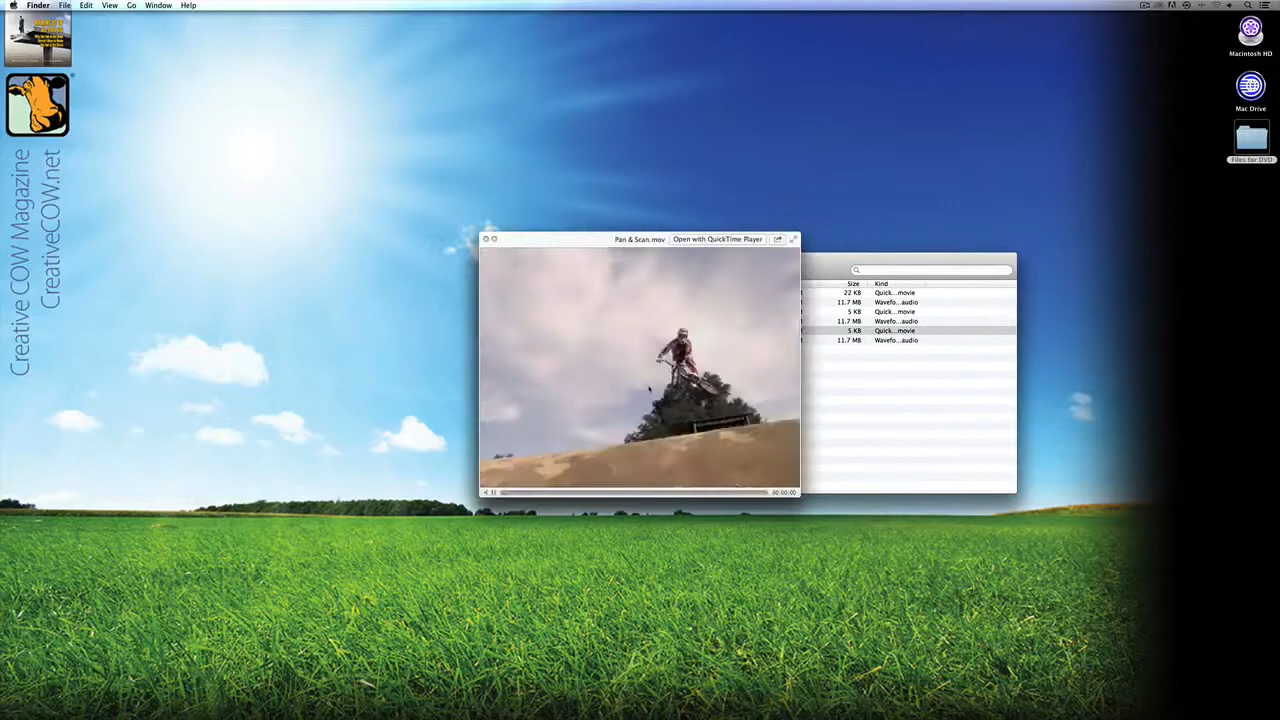 Finder File Edit View Go Window Help
Macintosh HD
Mac Drive
Files for DVD
Creative COW Magazine
CreativeCOW.net
Pan & Scan.mov Open with QuickTime Player
00:00:00
Size Kind
22 KB Quick...movie
11.7 MB Wavefo...audio
5 KB Quick...movie
11.7 MB Wavefo...audio
5 KB Quick...movie
11.7 MB Wavefo...audio